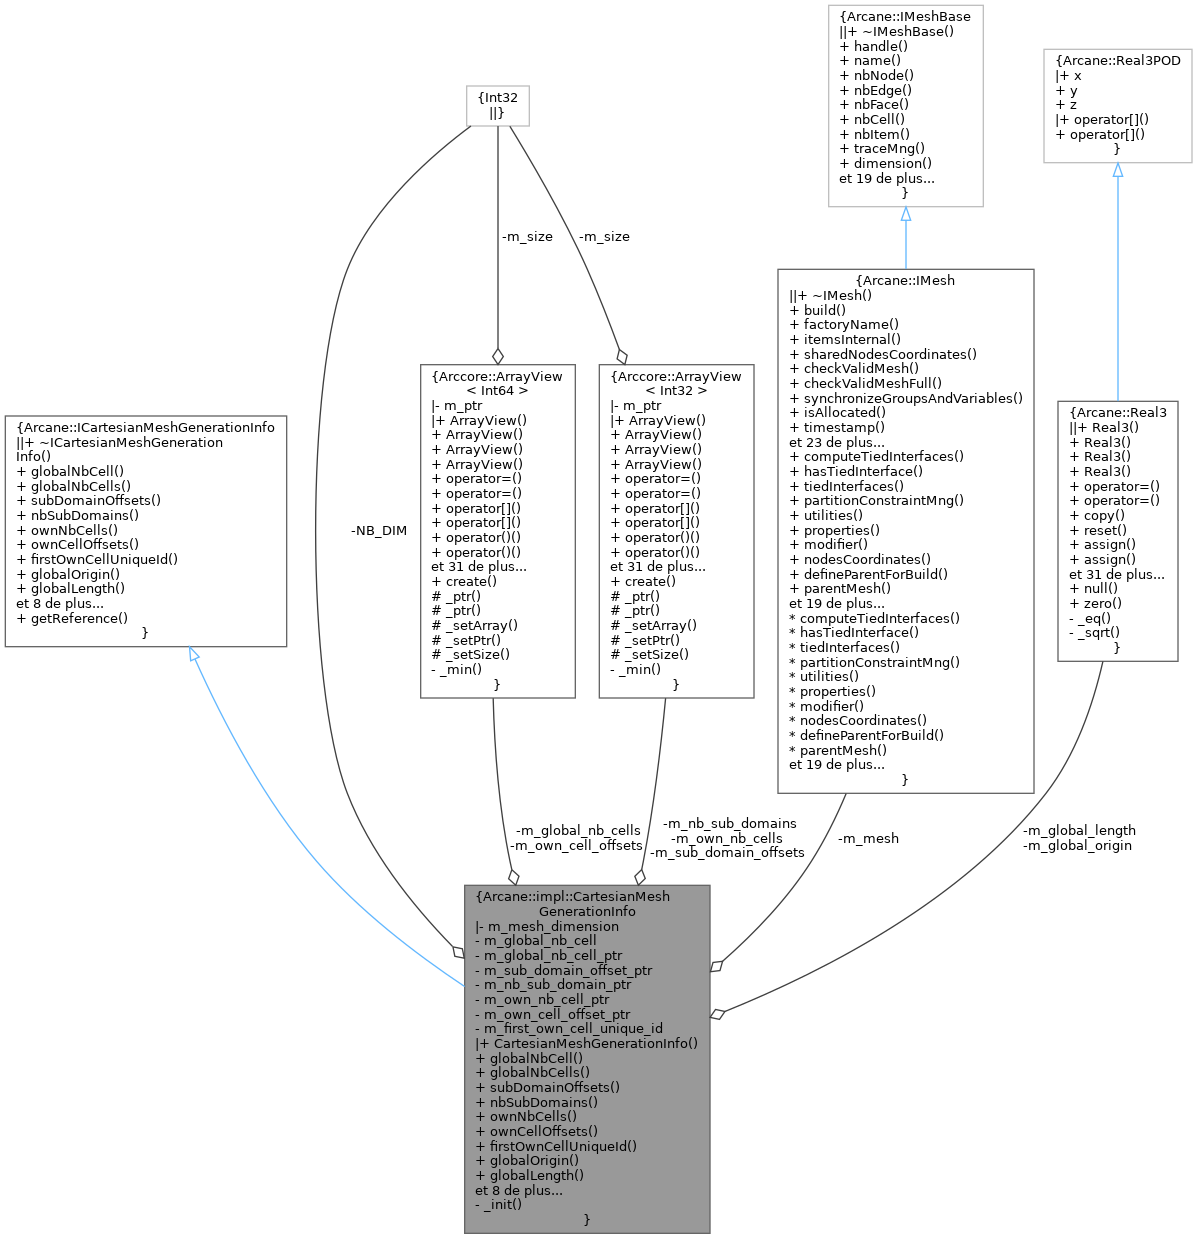 {Arcane::IMeshBase
||+ ~IMeshBase()
+ handle()
+ name()
+ nbNode()
+ nbEdge()
+ nbFace()
+ nbCell()
+ nbItem()
+ traceMng()
+ dimension()
et 19 de plus...
}
{Arcane::Real3POD
|+ x
+ y
+ z
|+ operator[]()
+ operator[]()
}
{Int32
||}
-m_size
-m_size
{Arcane::IMesh
||+ ~IMesh()
+ build()
+ factoryName()
+ itemsInternal()
+ sharedNodesCoordinates()
+ checkValidMesh()
+ checkValidMeshFull()
+ synchronizeGroupsAndVariables()
+ isAllocated()
+ timestamp()
et 23 de plus...
+ computeTiedInterfaces()
+ hasTiedInterface()
+ tiedInterfaces()
+ partitionConstraintMng()
+ utilities()
+ properties()
+ modifier()
+ nodesCoordinates()
+ defineParentForBuild()
+ parentMesh()
et 19 de plus...
* computeTiedInterfaces()
* hasTiedInterface()
* tiedInterfaces()
* partitionConstraintMng()
* utilities()
* properties()
* modifier()
* nodesCoordinates()
* defineParentForBuild()
* parentMesh()
et 19 de plus...
}
{Arccore::ArrayView
< Int64 >
|- m_ptr
|+ ArrayView()
+ ArrayView()
+ ArrayView()
+ ArrayView()
+ operator=()
+ operator=()
+ operator[]()
+ operator[]()
+ operator()()
+ operator()()
et 31 de plus...
+ create()
# _ptr()
# _ptr()
# _setArray()
# _setPtr()
# _setSize()
- _min()
}
{Arccore::ArrayView
< Int32 >
|- m_ptr
|+ ArrayView()
+ ArrayView()
+ ArrayView()
+ ArrayView()
+ operator=()
+ operator=()
+ operator[]()
+ operator[]()
+ operator()()
+ operator()()
et 31 de plus...
+ create()
# _ptr()
# _ptr()
# _setArray()
# _setPtr()
# _setSize()
- _min()
}
{Arcane::Real3
||+ Real3()
+ Real3()
+ Real3()
+ Real3()
+ operator=()
+ operator=()
+ copy()
+ reset()
+ assign()
+ assign()
et 31 de plus...
+ null()
+ zero()
- _eq()
- _sqrt()
}
{Arcane::ICartesianMeshGenerationInfo
||+ ~ICartesianMeshGeneration
Info()
+ globalNbCell()
+ globalNbCells()
+ subDomainOffsets()
+ nbSubDomains()
+ ownNbCells()
+ ownCellOffsets()
+ firstOwnCellUniqueId()
+ globalOrigin()
+ globalLength()
et 8 de plus...
+ getReference()
}
-NB_DIM
-m_global_nb_cells
-m_own_cell_offsets
-m_nb_sub_domains
-m_own_nb_cells
-m_sub_domain_offsets
-m_mesh
-m_global_length
-m_global_origin
{Arcane::impl::CartesianMesh
GenerationInfo
|- m_mesh_dimension
- m_global_nb_cell
- m_global_nb_cell_ptr
- m_sub_domain_offset_ptr
- m_nb_sub_domain_ptr
- m_own_nb_cell_ptr
- m_own_cell_offset_ptr
- m_first_own_cell_unique_id
|+ CartesianMeshGenerationInfo()
+ globalNbCell()
+ globalNbCells()
+ subDomainOffsets()
+ nbSubDomains()
+ ownNbCells()
+ ownCellOffsets()
+ firstOwnCellUniqueId()
+ globalOrigin()
+ globalLength()
et 8 de plus...
- _init()
}